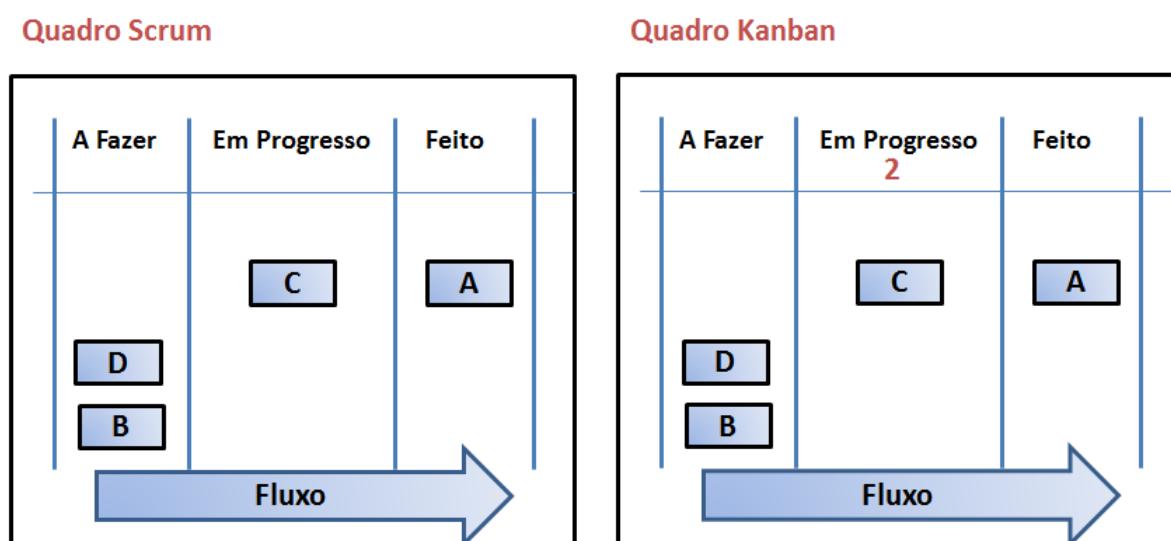 Quadro Scrum
A Fazer Em Progresso Feito
C A
D
B
Fluxo
Quadro Kanban
A Fazer Em Progresso Feito
2
C A
D
B
Fluxo